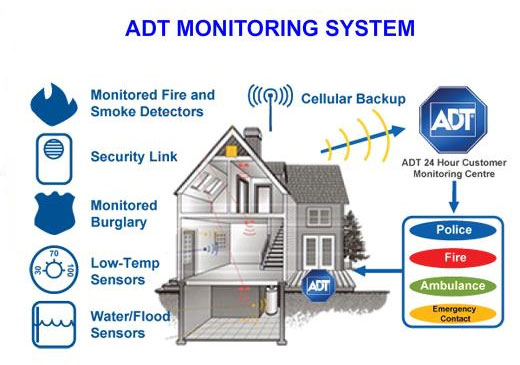 ADT MONITORING SYSTEM
Monitored Fire and
Smoke Detectors
Cellular Backup
ADT
ADT 24 Hour Customer
Monitoring Centre
Security Link
Monitored
Burglary
Police
Fire
Ambulance
Emergency
Contact
70
30
100
Low-Temp
Sensors
ADT
Water/Flood
Sensors